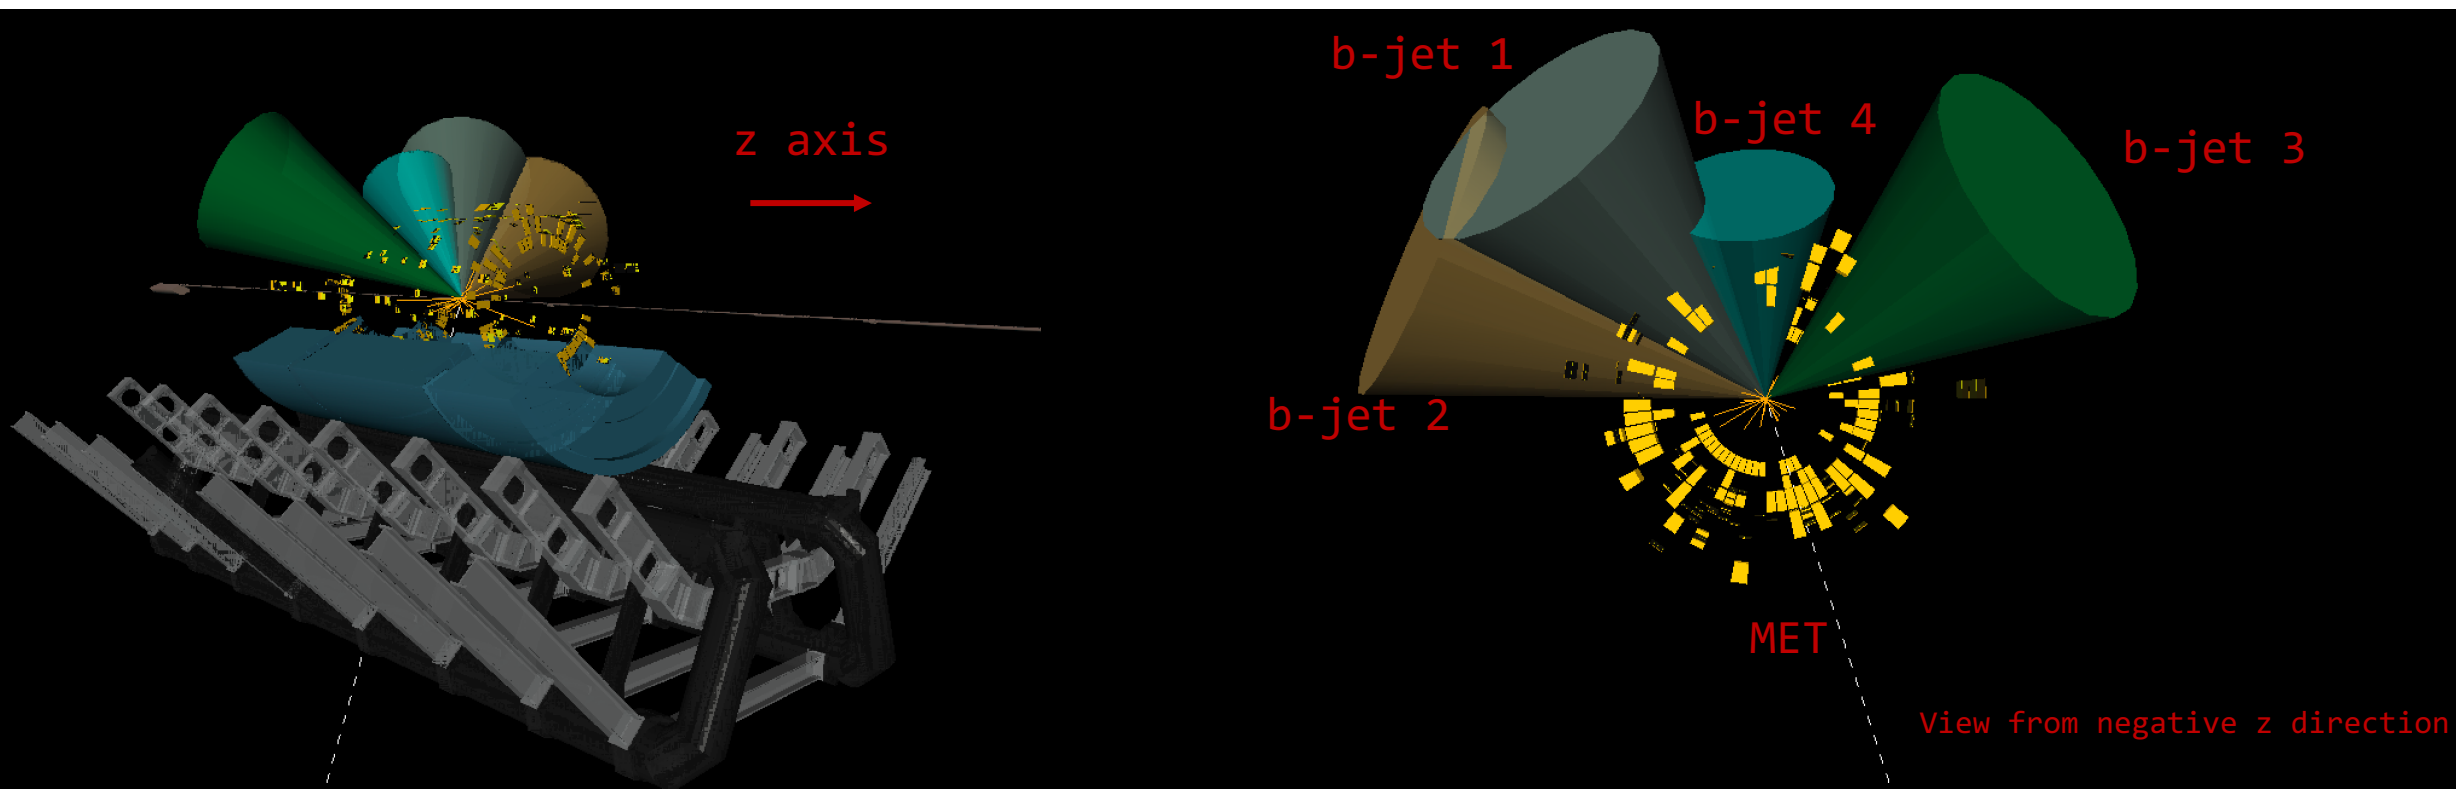 z axis
b-jet 1
b-jet 4
b-jet 3
b-jet 2
MET
View from negative z direction